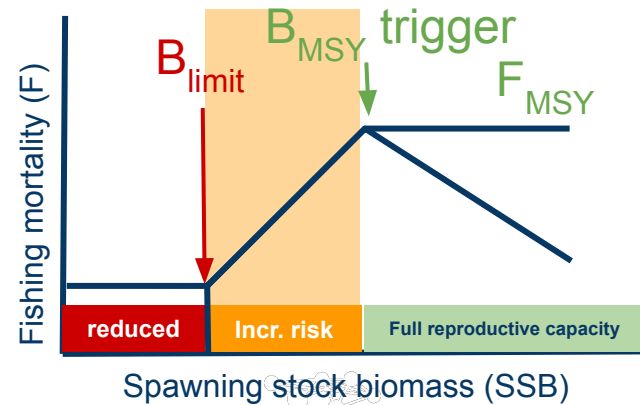 B_MSY trigger
B_limit
F_MSY
Fishing mortality (F)
reduced
Incr. risk
Full reproductive capacity
Spawning stock biomass (SSB)